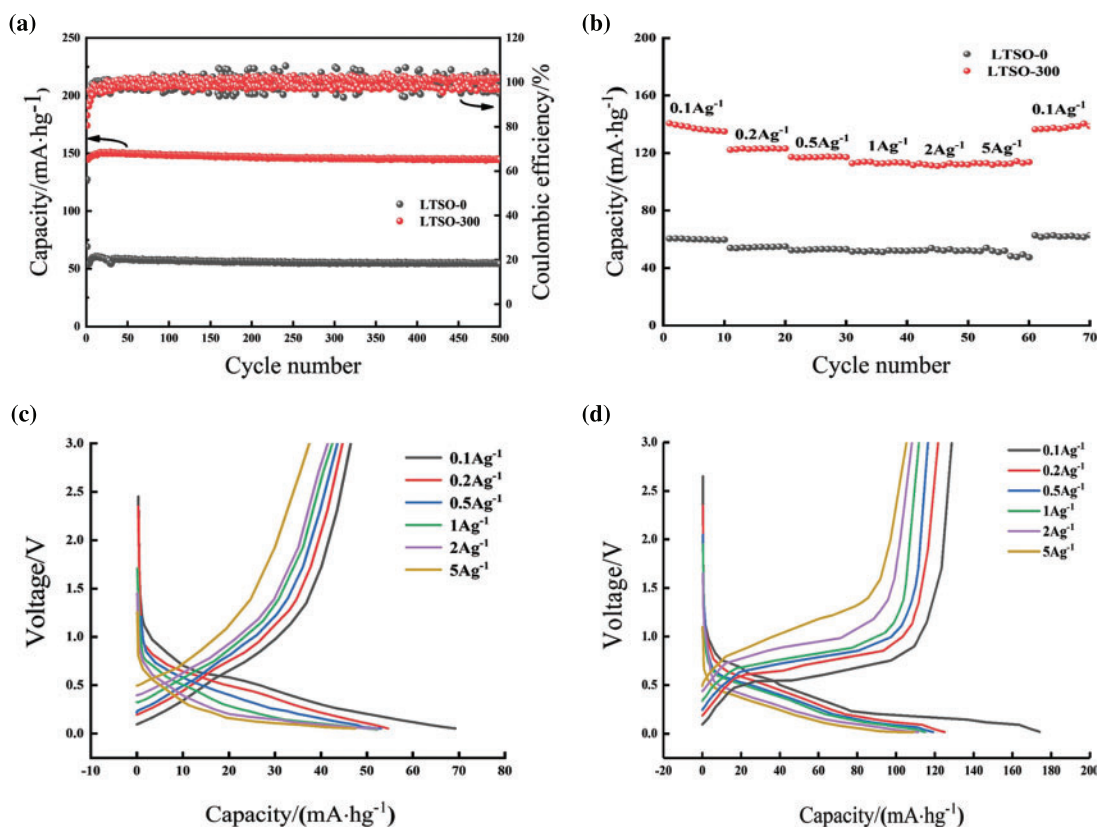 (a)
250
200
150
100
50
0
Capacity/(mA·hg⁻¹)
120
100
80
60
40
20
0
Coulombic efficiency/%
LTSO-0
LTSO-300
0 50 100 150 200 250 300 350 400 450 500
Cycle number
(b)
200
160
120
80
40
0
Capacity/(mA·hg⁻¹)
LTSO-0
LTSO-300
0.1Ag⁻¹
0.2Ag⁻¹
0.5Ag⁻¹
1Ag⁻¹
2Ag⁻¹
5Ag⁻¹
0.1Ag⁻¹
0 10 20 30 40 50 60 70
Cycle number
(c)
3.0
2.5
2.0
1.5
1.0
0.5
0.0
Voltage/V
0.1Ag⁻¹
0.2Ag⁻¹
0.5Ag⁻¹
1Ag⁻¹
2Ag⁻¹
5Ag⁻¹
-10 0 10 20 30 40 50 60 70 80
Capacity/(mA·hg⁻¹)
(d)
3.0
2.5
2.0
1.5
1.0
0.5
0.0
Voltage/V
0.1Ag⁻¹
0.2Ag⁻¹
0.5Ag⁻¹
1Ag⁻¹
2Ag⁻¹
5Ag⁻¹
-20 0 20 40 60 80 100 120 140 160 180 200
Capacity/(mA·hg⁻¹)